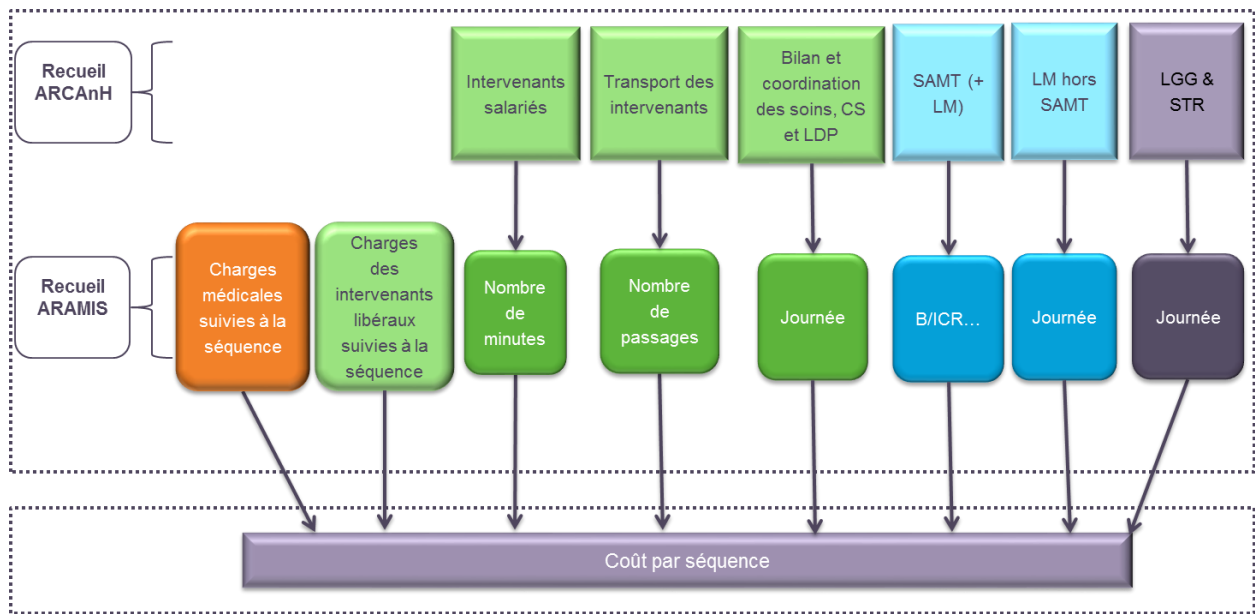 Recueil
ARCAnH
Intervenants
salariés
Transport des
intervenants
Bilan et
coordination
des soins, CS
et LDP
SAMT (+
LM)
LM hors
SAMT
LGG &
STR
Recueil
ARAMIS
Charges
médicales
suivies à la
séquence
Charges
des
intervenants
libéraux
suivies à la
séquence
Nombre
de
minutes
Nombre
de
passages
Journée
B/ICR…
Journée
Journée
Coût par séquence